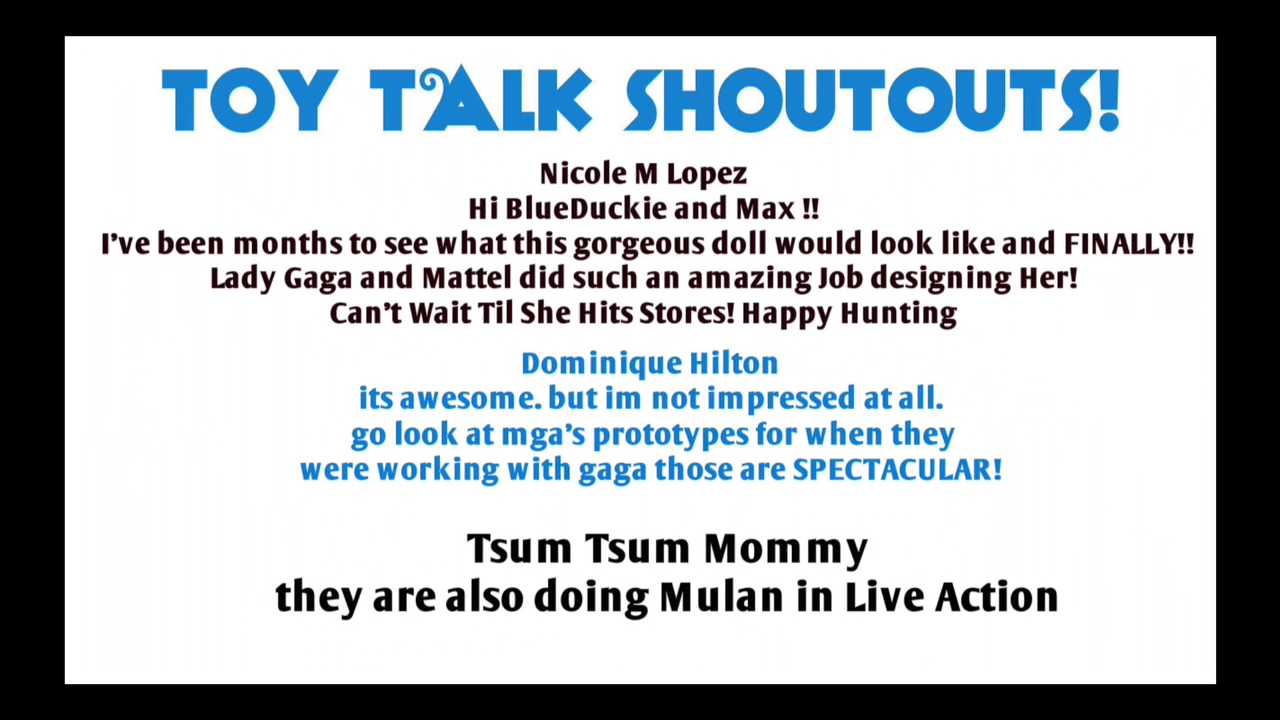 TOY TALK SHOUTOUTS!
Nicole M Lopez
Hi BlueDuckie and Max !!
I've been months to see what this gorgeous doll would look like and FINALLY!!
Lady Gaga and Mattel did such an amazing Job designing Her!
Can't Wait Til She Hits Stores! Happy Hunting
Dominique Hilton
its awesome. but im not impressed at all.
go look at mga's prototypes for when they
were working with gaga those are SPECTACULAR!
Tsum Tsum Mommy
they are also doing Mulan in Live Action